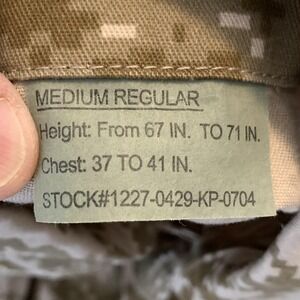 MEDIUM REGULAR
Height: From 67 IN. TO 71 IN.
Chest: 37 TO 41 IN.
STOCK#1227-0429-KP-0704